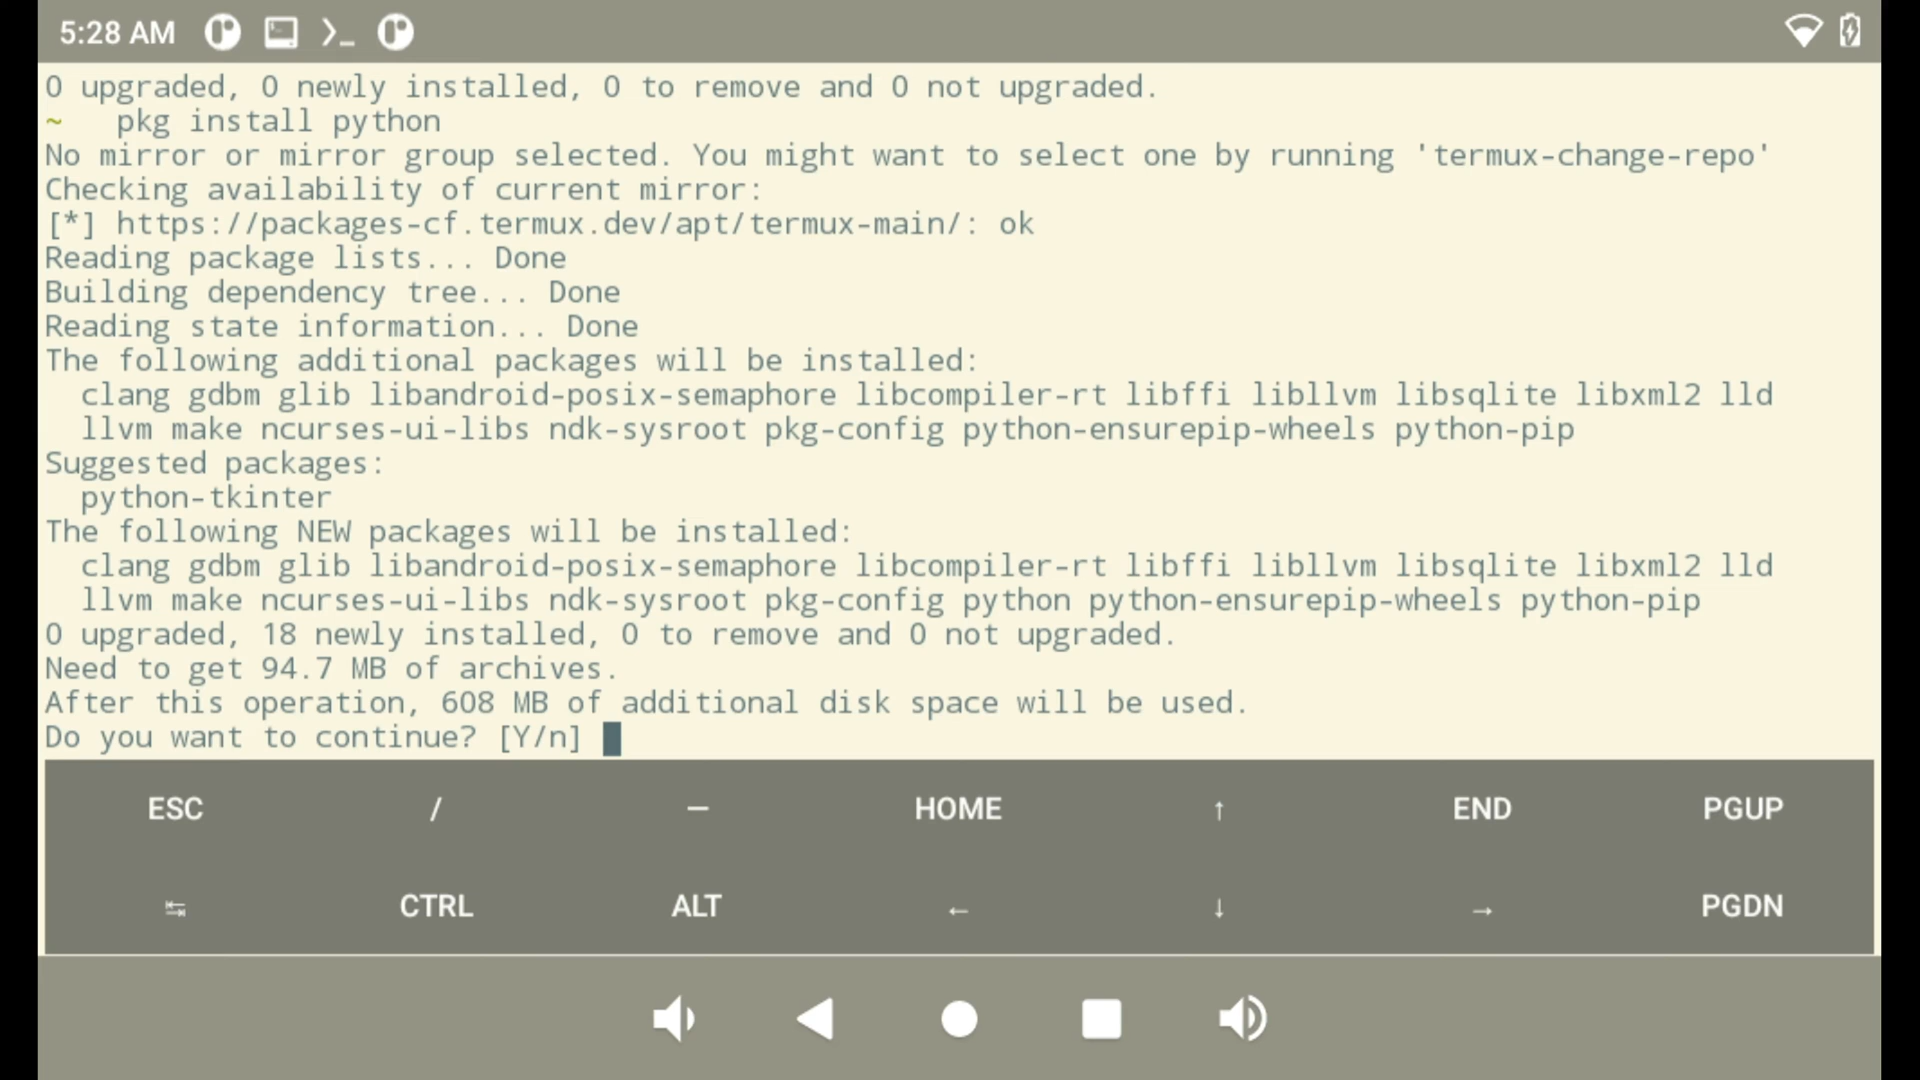 5:28 AM
0 upgraded, 0 newly installed, 0 to remove and 0 not upgraded.
~   pkg install python
No mirror or mirror group selected. You might want to select one by running 'termux-change-repo'
Checking availability of current mirror:
[*] https://packages-cf.termux.dev/apt/termux-main/: ok
Reading package lists... Done
Building dependency tree... Done
Reading state information... Done
The following additional packages will be installed:
  clang gdbm glib libandroid-posix-semaphore libcompiler-rt libffi libllvm libsqlite libxml2 lld
  llvm make ncurses-ui-libs ndk-sysroot pkg-config python-ensurepip-wheels python-pip
Suggested packages:
  python-tkinter
The following NEW packages will be installed:
  clang gdbm glib libandroid-posix-semaphore libcompiler-rt libffi libllvm libsqlite libxml2 lld
  llvm make ncurses-ui-libs ndk-sysroot pkg-config python python-ensurepip-wheels python-pip
0 upgraded, 18 newly installed, 0 to remove and 0 not upgraded.
Need to get 94.7 MB of archives.
After this operation, 608 MB of additional disk space will be used.
Do you want to continue? [Y/n]
ESC / — HOME ↑ END PGUP
↹ CTRL ALT ← ↓ → PGDN